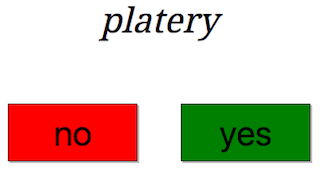 platery
no yes